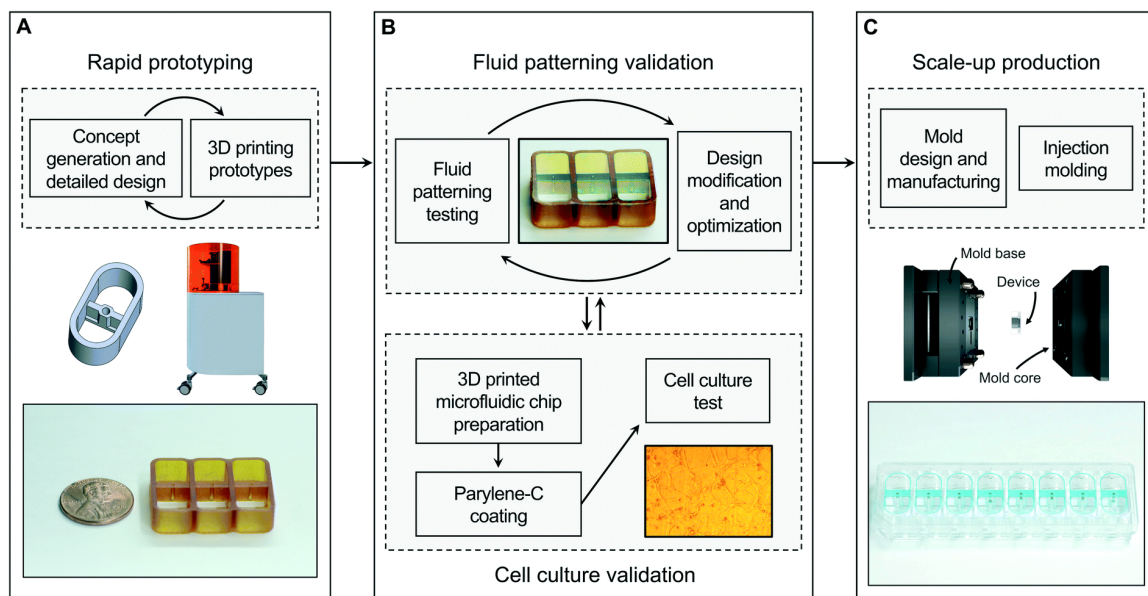 A
Rapid prototyping
Concept
generation and
detailed design
3D printing
prototypes
B
Fluid patterning validation
Fluid
patterning
testing
Design
modification
and
optimization
3D printed
microfluidic chip
preparation
Parylene-C
coating
Cell culture
test
Cell culture validation
C
Scale-up production
Mold
design and
manufacturing
Injection
molding
Mold base
Device
Mold core